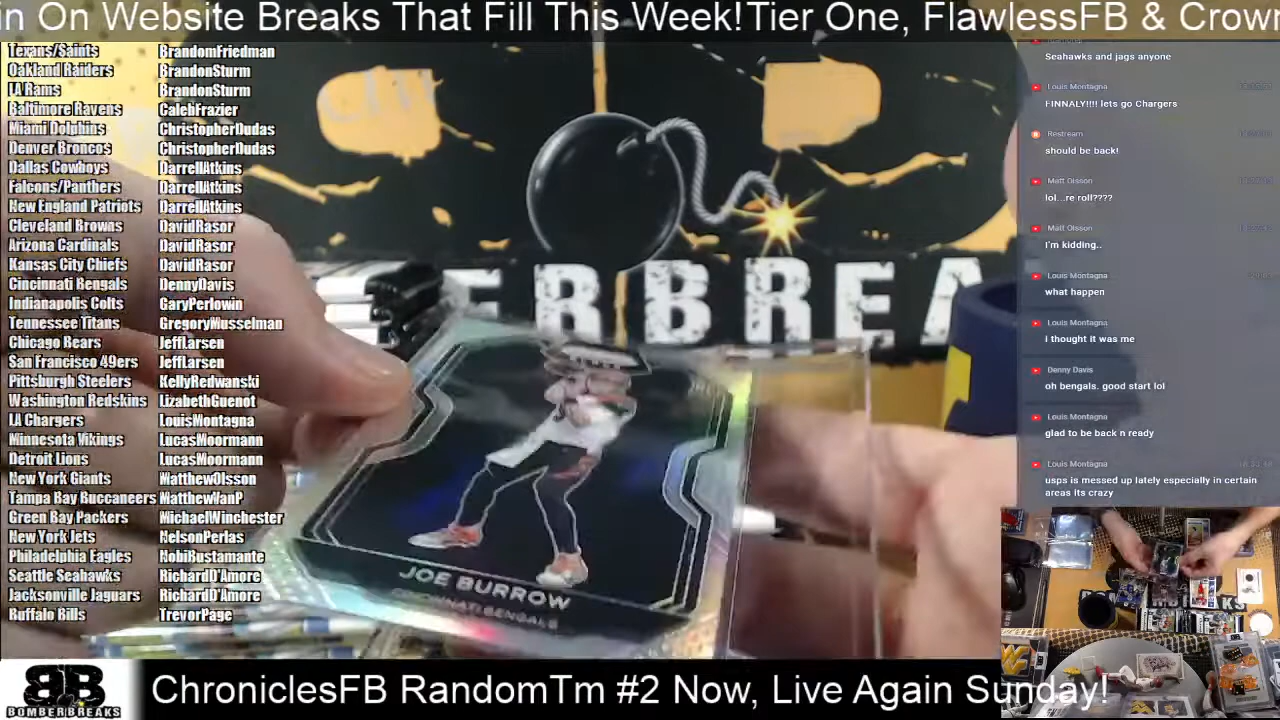 in On Website Breaks That Fill This Week!Tier One, FlawlessFB & Crown
Texans/Saints BrandonFriedman
Oakland Raiders BrandonSturm
LA Rams BrandonSturm
Baltimore Ravens CalebFrazier
Miami Dolphins ChristopherDudas
Denver Broncos ChristopherDudas
Dallas Cowboys DarrellAtkins
Falcons/Panthers DarrellAtkins
New England Patriots DarrellAtkins
Cleveland Browns DavidRasor
Arizona Cardinals DavidRasor
Kansas City Chiefs DavidRasor
Cincinnati Bengals DennyDavis
Indianapolis Colts GaryPerlowin
Tennessee Titans GregoryMusselman
Chicago Bears JeffLarsen
San Francisco 49ers JeffLarsen
Pittsburgh Steelers KellyRedwanski
Washington Redskins LizabethGuenot
LA Chargers LouisMontagna
Minnesota Vikings LucasMoormann
Detroit Lions LucasMoormann
New York Giants MatthewOlsson
Tampa Bay Buccaneers MatthewWanP
Green Bay Packers MichaelWinchester
New York Jets NelsonPerlas
Philadelphia Eagles NobiBustamante
Seattle Seahawks RichardD'Amore
Jacksonville Jaguars RichardD'Amore
Buffalo Bills TrevorPage
ERBREA
JOE BURROW
CINCINNATI BENGALS
Seahawks and jags anyone
Louis Montagna
FINNALY!!!! lets go Chargers
Restream
should be back!
Matt Olsson
lol...re roll????
Matt Olsson
I'm kidding..
Louis Montagna
what happen
Louis Montagna
i thought it was me
Denny Davis
oh bengals. good start lol
Louis Montagna
glad to be back n ready
Louis Montagna
usps is messed up lately especially in certain
areas its crazy
BB
BOMBERBREAKS
ChroniclesFB RandomTm #2 Now, Live Again Sunday!